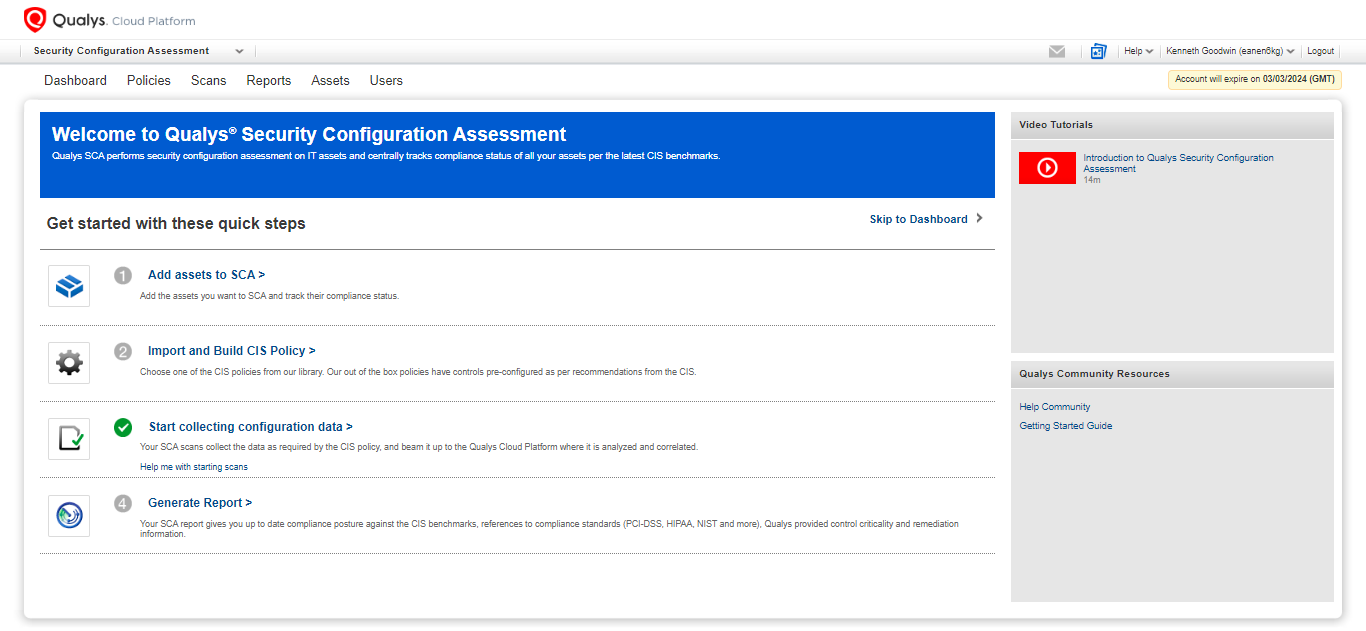 Qualys. Cloud Platform
Security Configuration Assessment
Help
Kenneth Goodwin (eanen6kg)
Logout
Dashboard Policies Scans Reports Assets Users
Account will expire on 03/03/2024 (GMT)
Welcome to Qualys® Security Configuration Assessment
Qualys SCA performs security configuration assessment on IT assets and centrally tracks compliance status of all your assets per the latest CIS benchmarks.
Get started with these quick steps
Skip to Dashboard
1 Add assets to SCA >
Add the assets you want to SCA and track their compliance status.
2 Import and Build CIS Policy >
Choose one of the CIS policies from our library. Our out of the box policies have controls pre-configured as per recommendations from the CIS.
Start collecting configuration data >
Your SCA scans collect the data as required by the CIS policy, and beam it up to the Qualys Cloud Platform where it is analyzed and correlated.
Help me with starting scans
4 Generate Report >
Your SCA report gives you up to date compliance posture against the CIS benchmarks, references to compliance standards (PCI-DSS, HIPAA, NIST and more), Qualys provided control criticality and remediation
information.
Video Tutorials
Introduction to Qualys Security Configuration
Assessment
14m
Qualys Community Resources
Help Community
Getting Started Guide